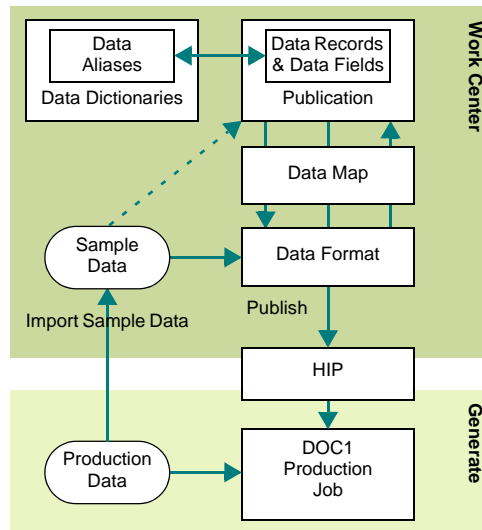 Data
Aliases
Data Dictionaries
Data Records
& Data Fields
Publication
Work Center
Data Map
Sample
Data
Data Format
Import Sample Data
Publish
HIP
Generate
Production
Data
DOC1
Production
Job